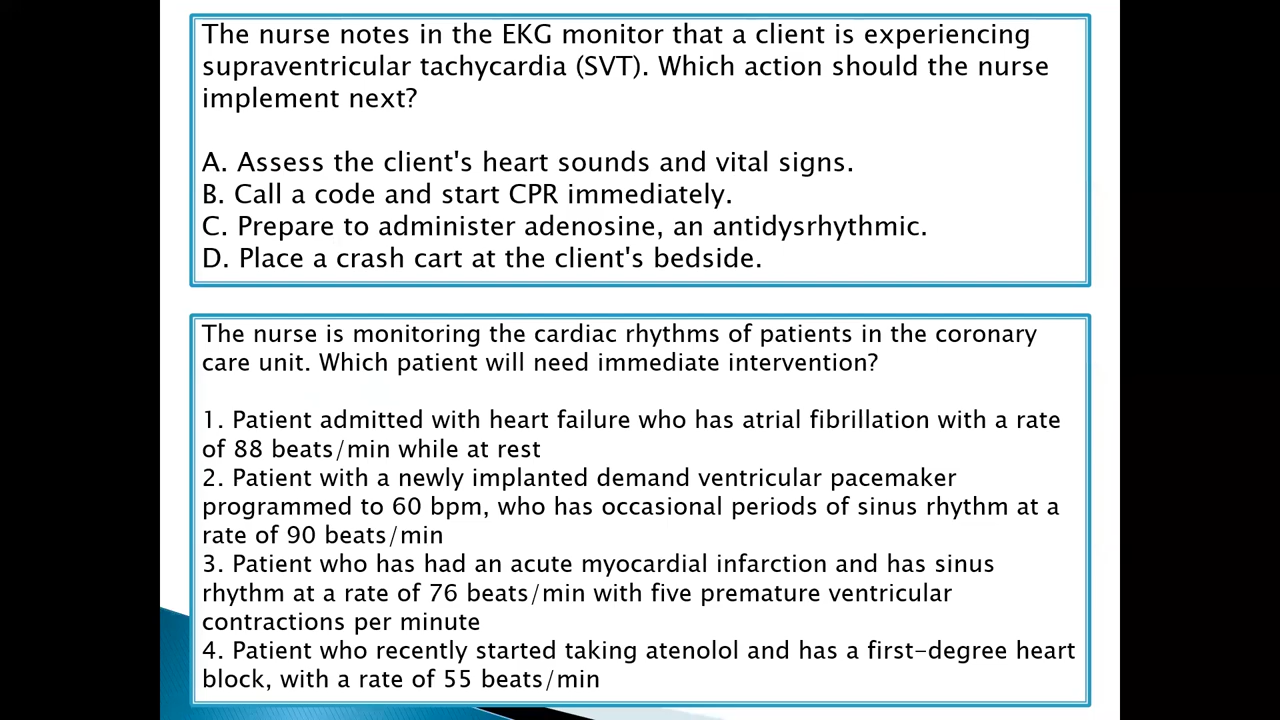 The nurse notes in the EKG monitor that a client is experiencing
supraventricular tachycardia (SVT). Which action should the nurse
implement next?
A. Assess the client's heart sounds and vital signs.
B. Call a code and start CPR immediately.
C. Prepare to administer adenosine, an antidysrhythmic.
D. Place a crash cart at the client's bedside.
The nurse is monitoring the cardiac rhythms of patients in the coronary
care unit. Which patient will need immediate intervention?
1. Patient admitted with heart failure who has atrial fibrillation with a rate
of 88 beats/min while at rest
2. Patient with a newly implanted demand ventricular pacemaker
programmed to 60 bpm, who has occasional periods of sinus rhythm at a
rate of 90 beats/min
3. Patient who has had an acute myocardial infarction and has sinus
rhythm at a rate of 76 beats/min with five premature ventricular
contractions per minute
4. Patient who recently started taking atenolol and has a first-degree heart
block, with a rate of 55 beats/min